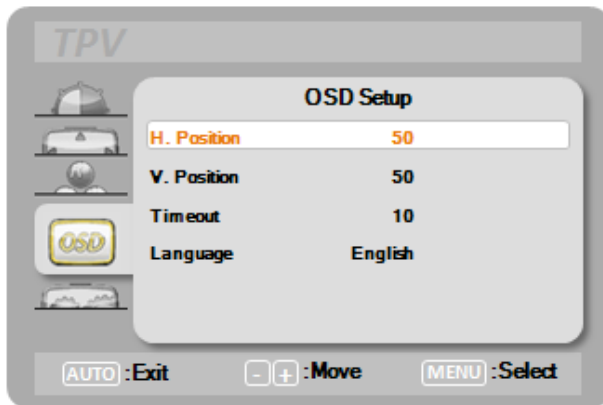 TPV
OSD Setup
H. Position 50
V. Position 50
Timeout 10
OSD
Language English
AUTO :Exit - + :Move MENU :Select